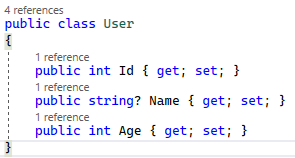 4 references
public class User
{
1 reference
public int Id { get; set; }
1 reference
public string? Name { get; set; }
1 reference
public int Age { get; set; }
}